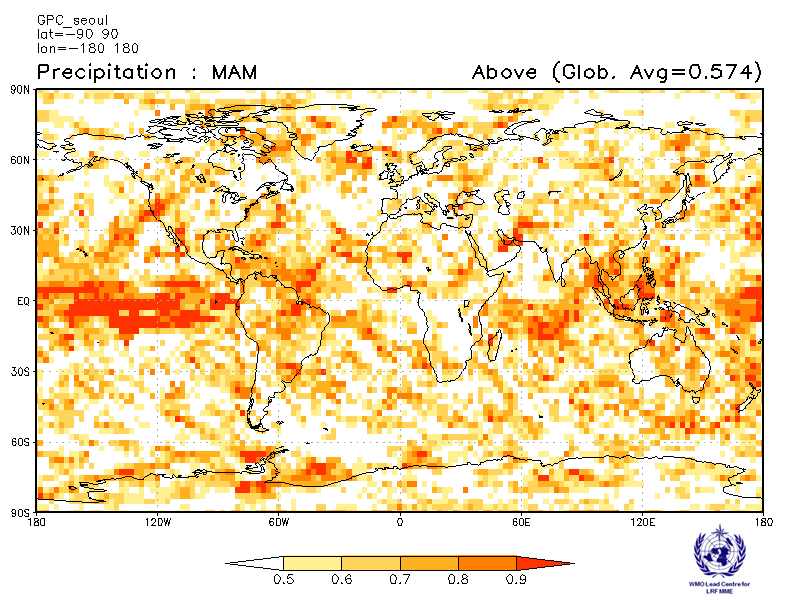 GPC_seoul
lat=−90 90
lon=−180 180
Precipitation : MAM Above (Glob. Avg=0.574)
90N
60N
30N
EQ
30S
60S
90S
180 120W 60W 0 60E 120E 180
0.5 0.6 0.7 0.8 0.9
WMO Lead Centre for
LRF MME